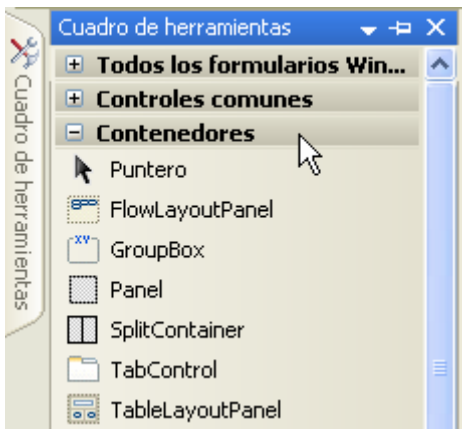 Cuadro de herramientas
Cuadro de herramientas
Todos los formularios Win...
Controles comunes
Contenedores
Puntero
FlowLayoutPanel
GroupBox
Panel
SplitContainer
TabControl
TableLayoutPanel